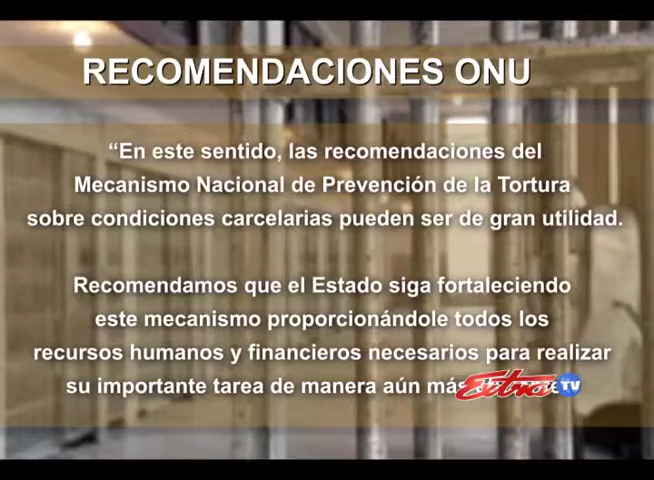 RECOMENDACIONES ONU
“En este sentido, las recomendaciones del
Mecanismo Nacional de Prevención de la Tortura
sobre condiciones carcelarias pueden ser de gran utilidad.
Recomendamos que el Estado siga fortaleciendo
este mecanismo proporcionándole todos los
recursos humanos y financieros necesarios para realizar
su importante tarea de manera aún más
Extra TV